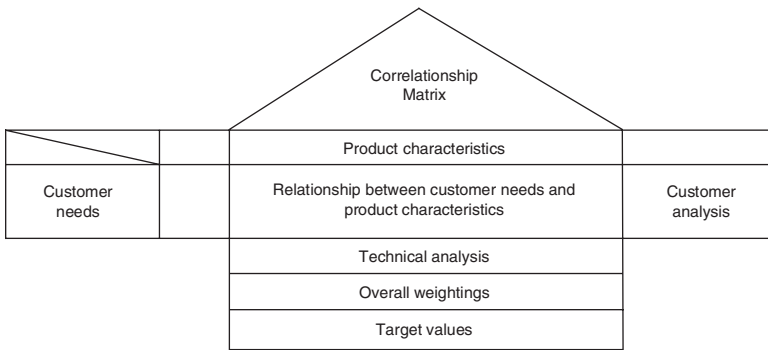 Correlationship
Matrix
Product characteristics
Customer
needs
Relationship between customer needs and
product characteristics
Customer
analysis
Technical analysis
Overall weightings
Target values